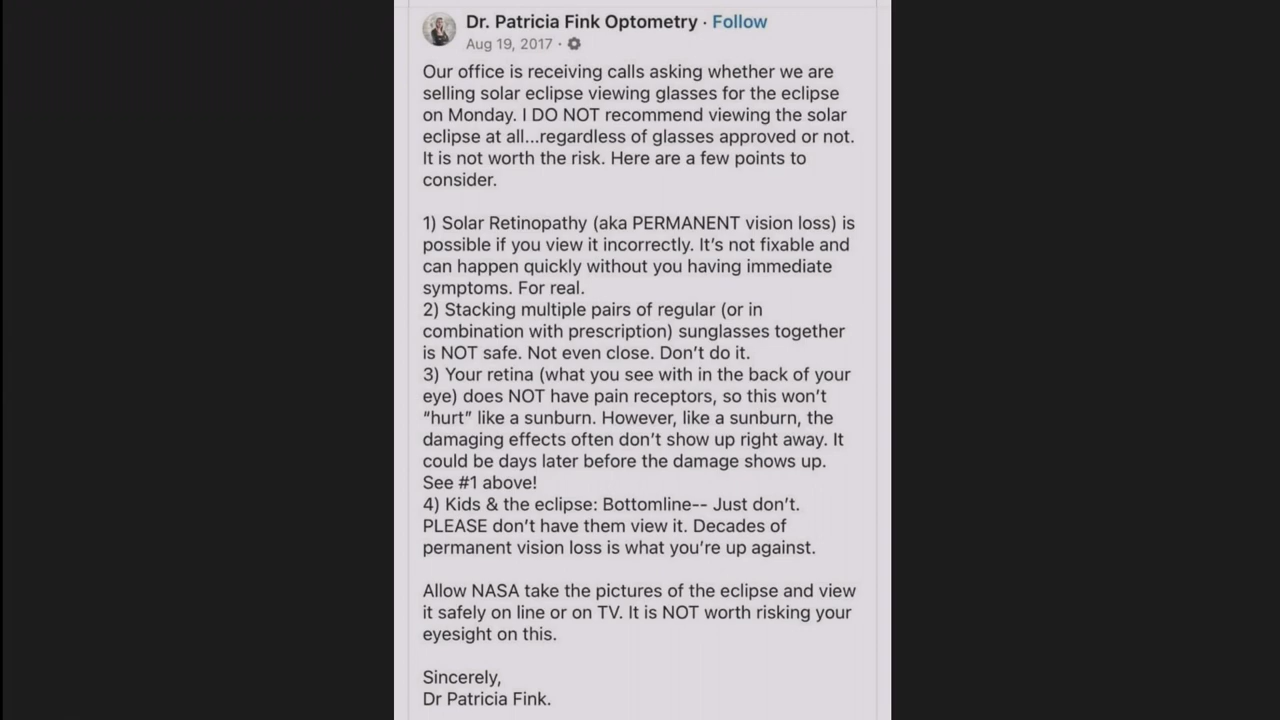 Dr. Patricia Fink Optometry · Follow
Aug 19, 2017 ·
Our office is receiving calls asking whether we are
selling solar eclipse viewing glasses for the eclipse
on Monday. I DO NOT recommend viewing the solar
eclipse at all...regardless of glasses approved or not.
It is not worth the risk. Here are a few points to
consider.
1) Solar Retinopathy (aka PERMANENT vision loss) is
possible if you view it incorrectly. It's not fixable and
can happen quickly without you having immediate
symptoms. For real.
2) Stacking multiple pairs of regular (or in
combination with prescription) sunglasses together
is NOT safe. Not even close. Don't do it.
3) Your retina (what you see with in the back of your
eye) does NOT have pain receptors, so this won't
"hurt" like a sunburn. However, like a sunburn, the
damaging effects often don't show up right away. It
could be days later before the damage shows up.
See #1 above!
4) Kids & the eclipse: Bottomline-- Just don't.
PLEASE don't have them view it. Decades of
permanent vision loss is what you're up against.
Allow NASA take the pictures of the eclipse and view
it safely on line or on TV. It is NOT worth risking your
eyesight on this.
Sincerely,
Dr Patricia Fink.